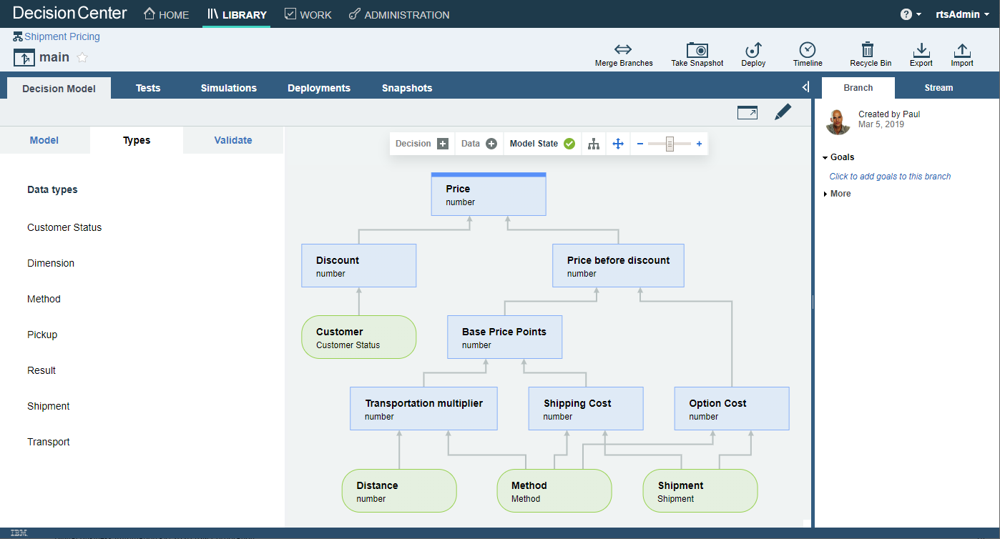 Decision Center
HOME
LIBRARY
WORK
ADMINISTRATION
?
rtsAdmin
Shipment Pricing
main
Merge Branches
Take Snapshot
Deploy
Timeline
Recycle Bin
Export
Import
Decision Model
Tests
Simulations
Deployments
Snapshots
Branch
Stream
Model
Types
Validate
Decision
Data
Model State
Created by Paul
Mar 5, 2019
Goals
Click to add goals to this branch
More
Data types
Customer Status
Dimension
Method
Pickup
Result
Shipment
Transport
Price
number
Discount
number
Price before discount
number
Customer
Customer Status
Base Price Points
number
Transportation multiplier
number
Shipping Cost
number
Option Cost
number
Distance
number
Method
Method
Shipment
Shipment
IBM